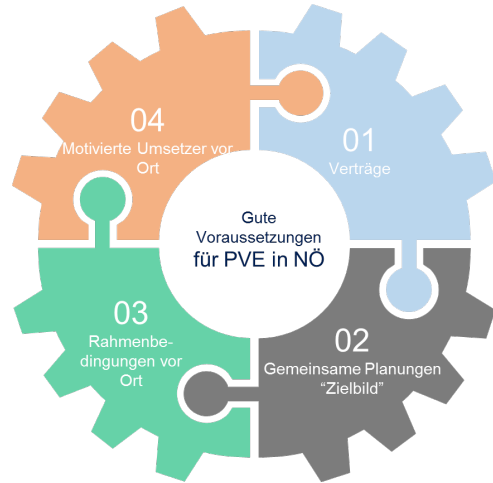 Gute
Voraussetzungen
für PVE in NÖ
01
Verträge
02
Gemeinsame Planungen
“Zielbild”
03
Rahmenbe-
dingungen vor
Ort
04
Motivierte Umsetzer vor
Ort